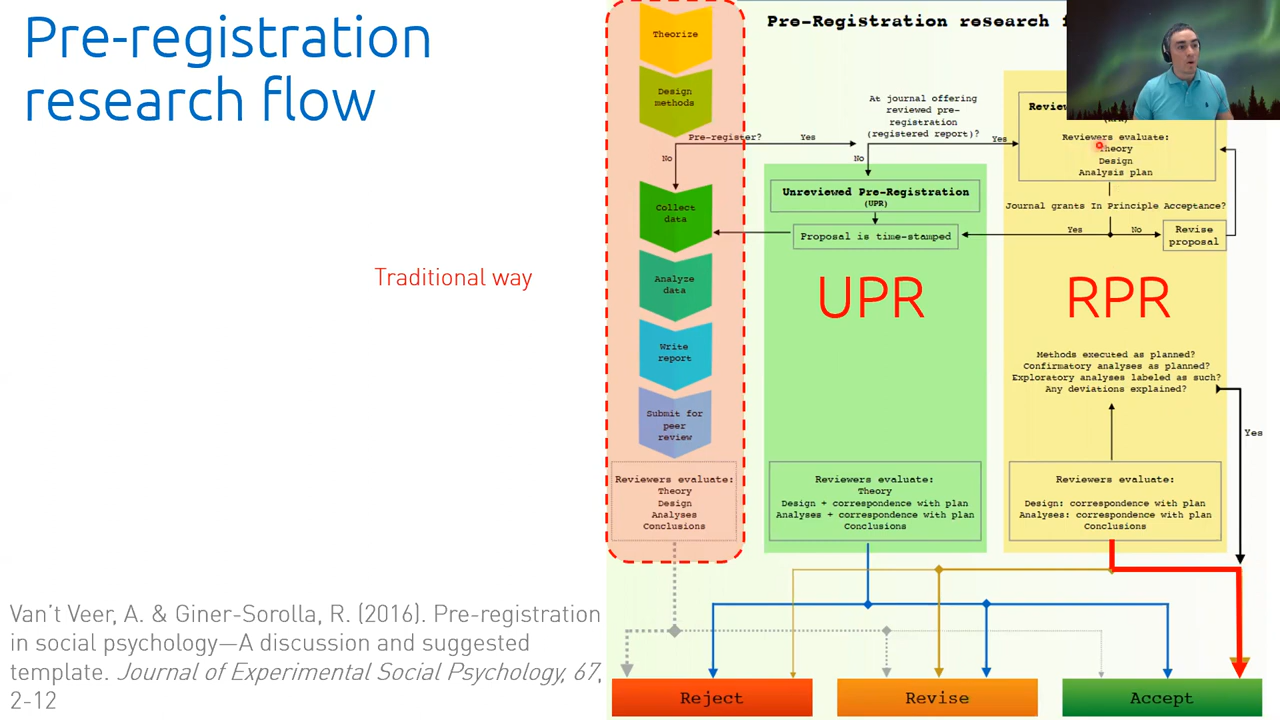 Pre-registration
research flow
Traditional way
Van't Veer, A. & Giner-Sorolla, R. (2016). Pre-registration
in social psychology—A discussion and suggested
template. Journal of Experimental Social Psychology, 67,
2-12
Pre-Registration research
Theorize
Design
methods
Pre-register?
Yes
No
At journal offering
reviewed pre-
registration
(registered report)?
Yes
No
Reviewers evaluate:
Theory
Design
Analysis plan
Unreviewed Pre-Registration
(UPR)
Proposal is time-stamped
Journal grants In Principle Acceptance?
Yes
No
Revise
proposal
Collect
data
Analyze
data
Write
report
Submit for
peer
review
UPR
RPR
Methods executed as planned?
Confirmatory analyses as planned?
Exploratory analyses labeled as such?
Any deviations explained?
Yes
Reviewers evaluate:
Theory
Design
Analyses
Conclusions
Reviewers evaluate:
Theory
Design + correspondence with plan
Analyses + correspondence with plan
Conclusions
Reviewers evaluate:
Design: correspondence with plan
Analyses: correspondence with plan
Conclusions
Reject
Revise
Accept